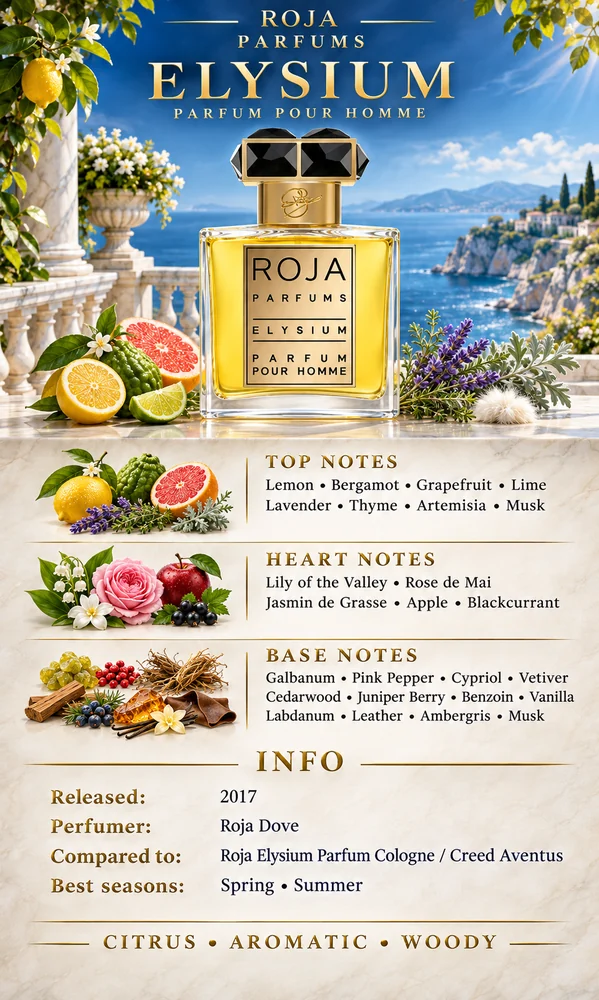 ROJA
PARFUMS
ELYSIUM
PARFUM POUR HOMME
ROJA
PARFUMS
ELYSIUM
PARFUM
POUR HOMME
TOP NOTES
Lemon • Bergamot • Grapefruit • Lime
Lavender • Thyme • Artemisia • Musk
HEART NOTES
Lily of the Valley • Rose de Mai
Jasmin de Grasse • Apple • Blackcurrant
BASE NOTES
Galbanum • Pink Pepper • Cypriol • Vetiver
Cedarwood • Juniper Berry • Benzoin • Vanilla
Labdanum • Leather • Ambergris • Musk
INFO
Released: 2017
Perfumer: Roja Dove
Compared to: Roja Elysium Parfum Cologne / Creed Aventus
Best seasons: Spring • Summer
CITRUS • AROMATIC • WOODY